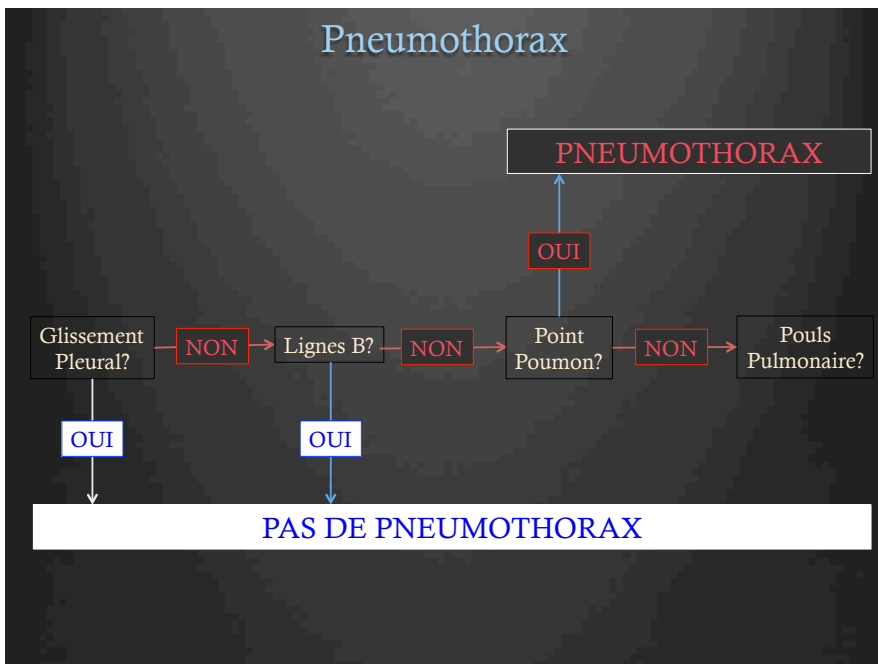 Pneumothorax
PNEUMOTHORAX
OUI
Glissement
Pleural?
NON
Lignes B?
NON
Point
Poumon?
NON
Pouls
Pulmonaire?
OUI
OUI
PAS DE PNEUMOTHORAX